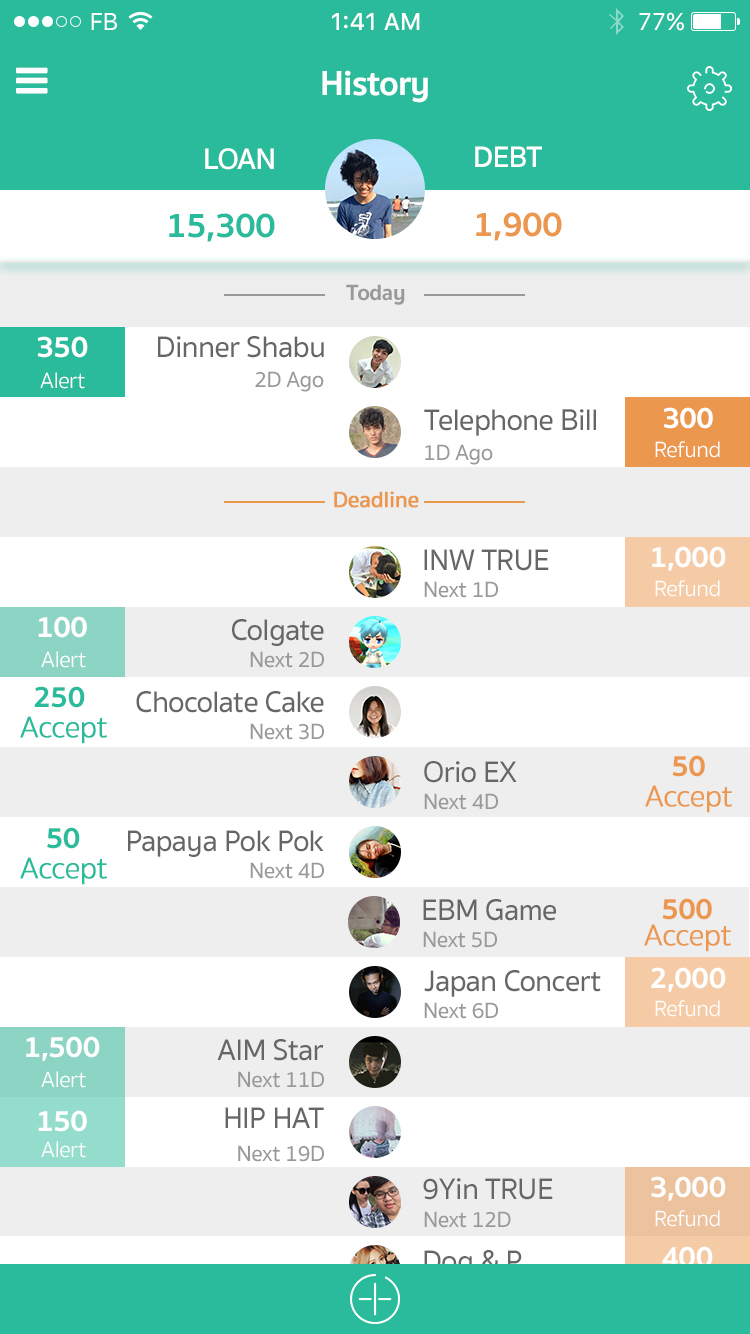 FB 1:41 AM 77%
History
LOAN DEBT
15,300 1,900
Today
350 Dinner Shabu
Alert 2D Ago
Telephone Bill 300
1D Ago Refund
Deadline
INW TRUE 1,000
Next 1D Refund
100 Colgate
Alert Next 2D
250 Chocolate Cake
Accept Next 3D
Orio EX 50
Next 4D Accept
50 Papaya Pok Pok
Accept Next 4D
EBM Game 500
Next 5D Accept
Japan Concert 2,000
Next 6D Refund
1,500 AIM Star
Alert Next 11D
150 HIP HAT
Alert Next 19D
9Yin TRUE 3,000
Next 12D Refund
Dog & P 400